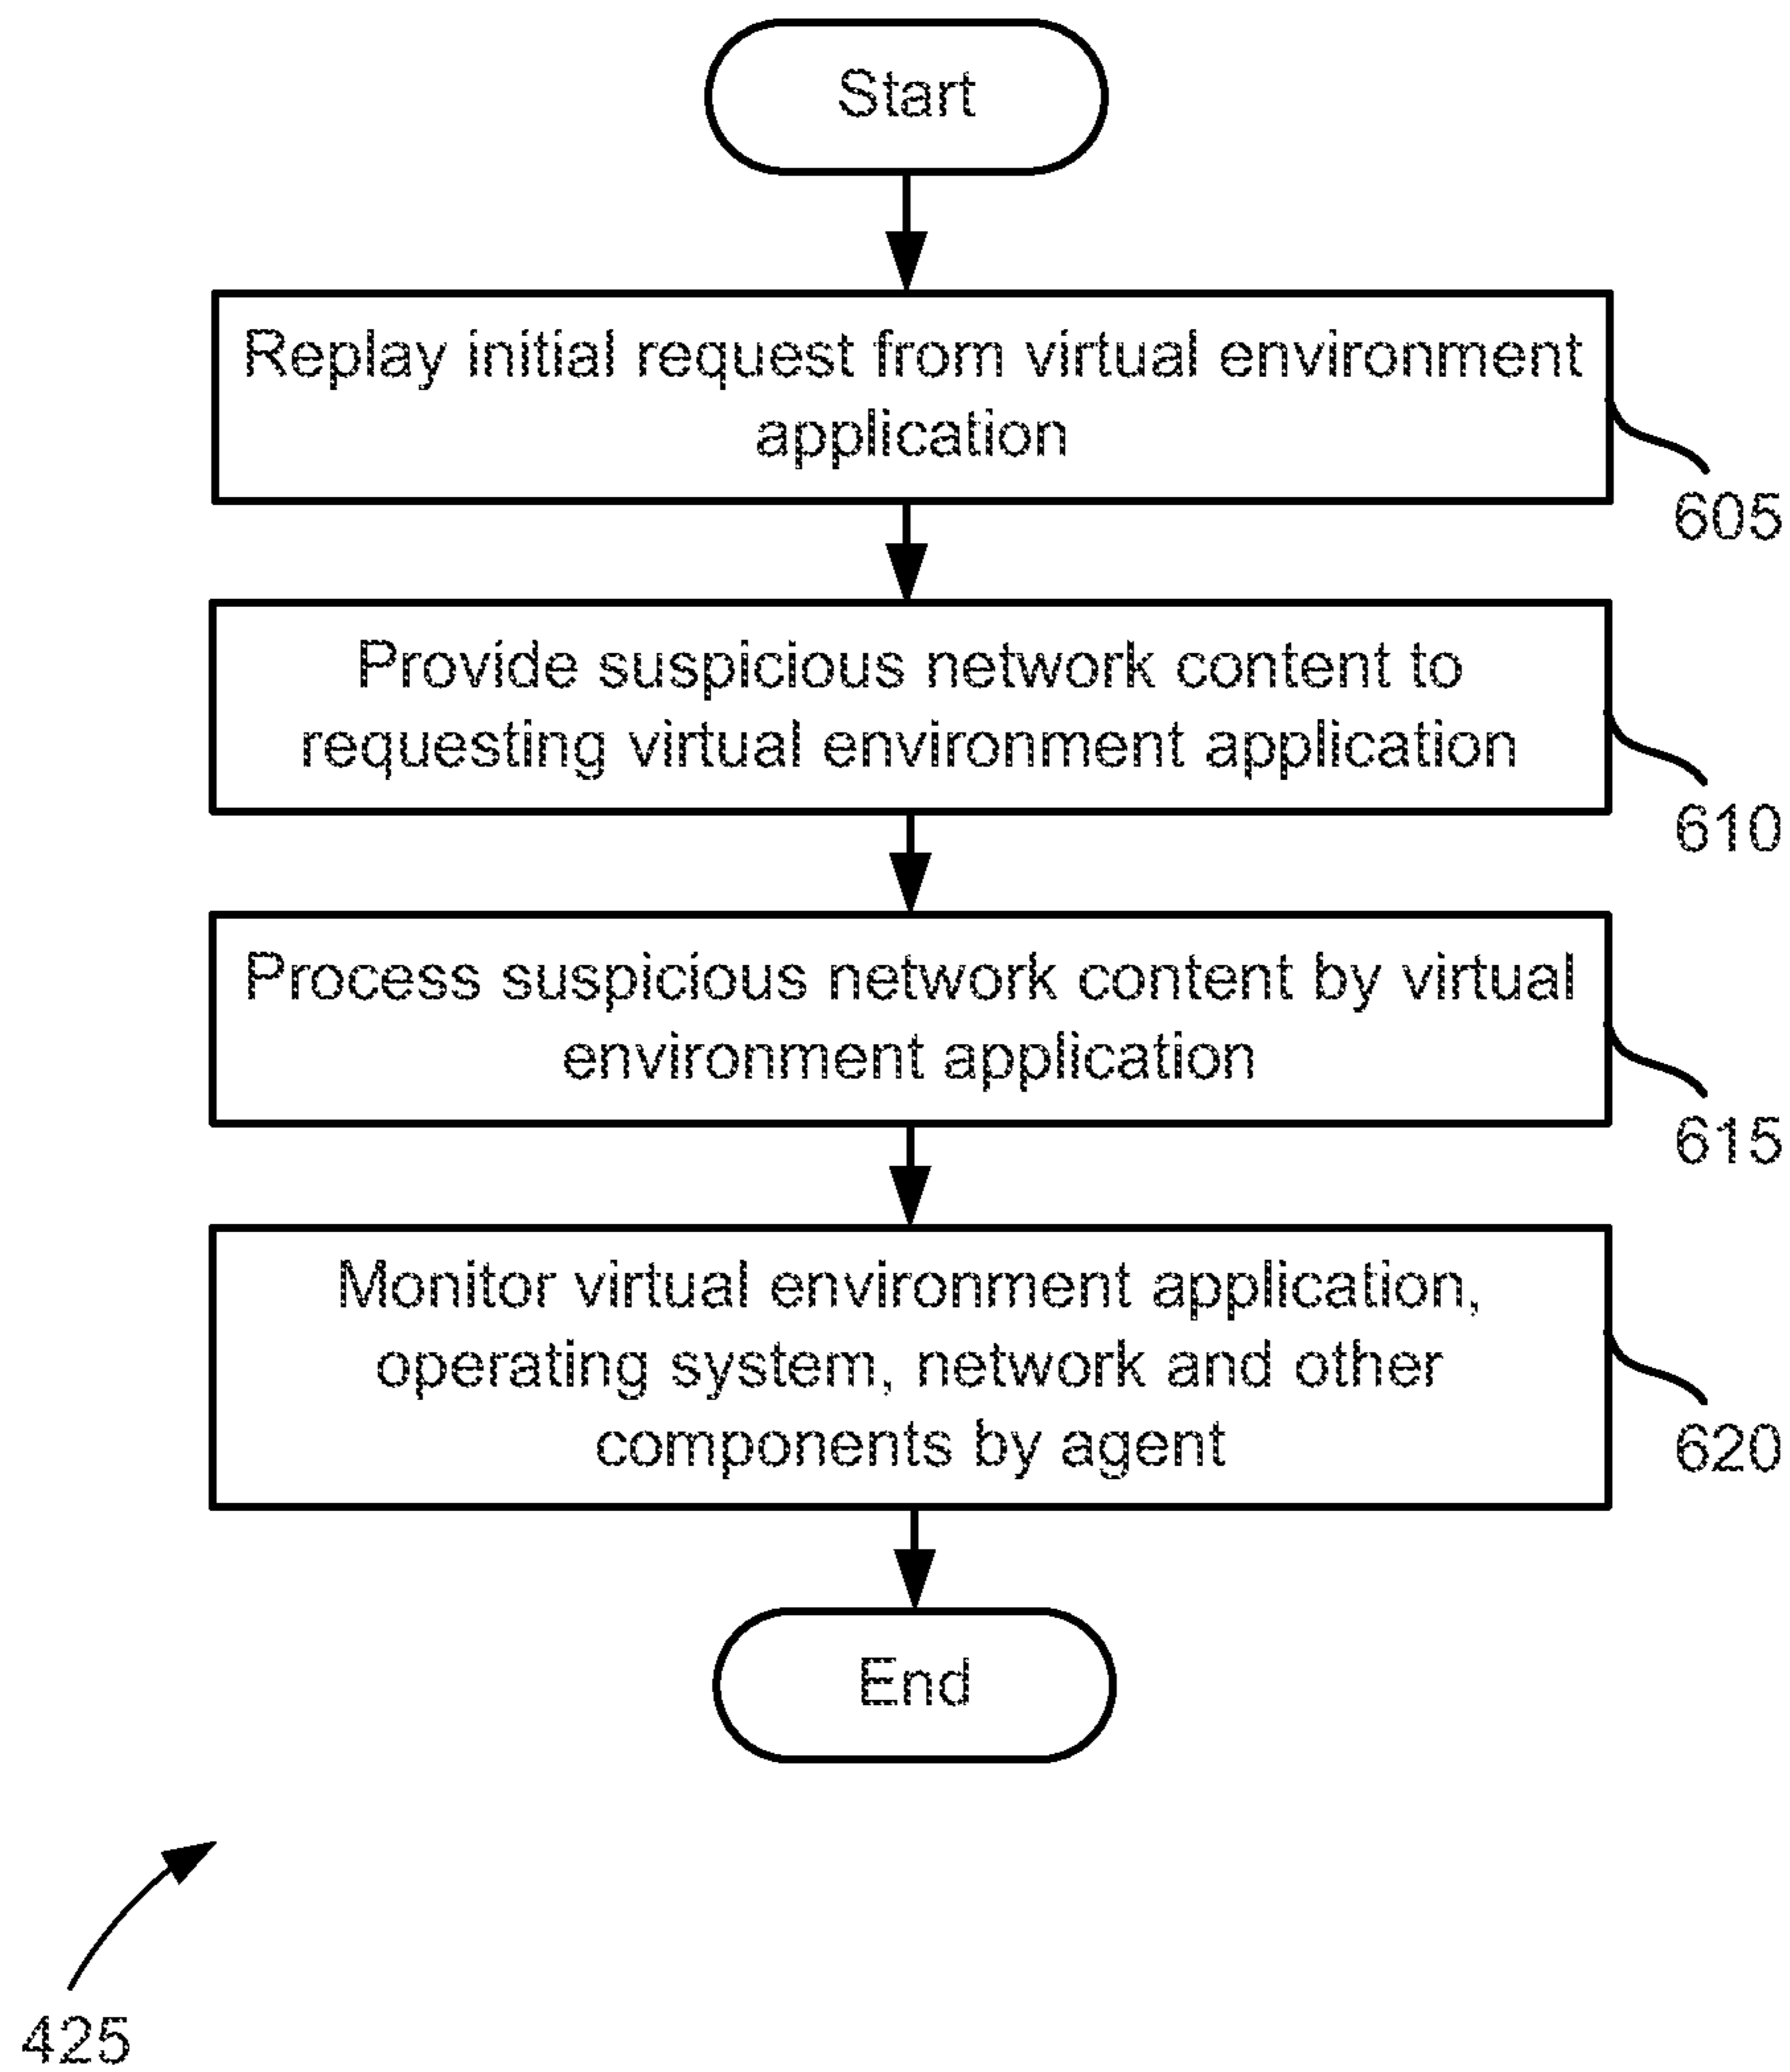 Start
Replay initial request from virtual environment
application
605
Provide suspicious network content to
requesting virtual environment application
610
Process suspicious network content by virtual
environment application
615
Monitor virtual environment application,
operating system, network and other
components by agent
620
End
425